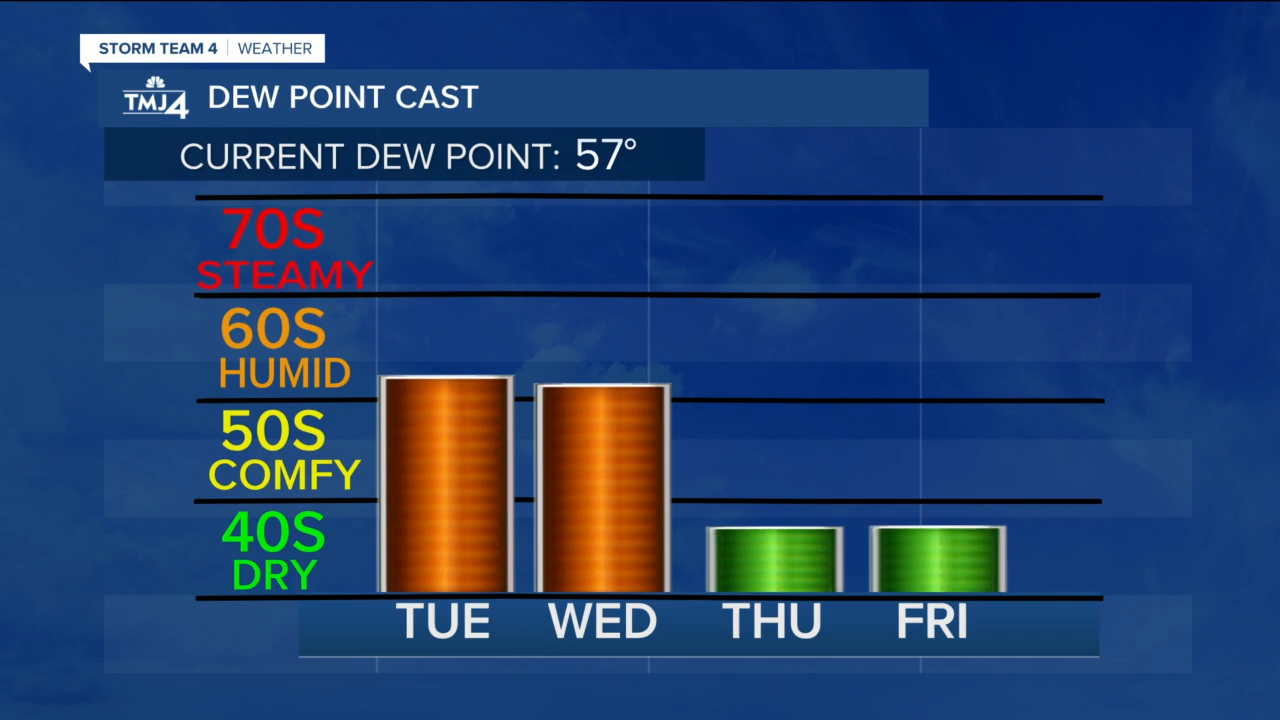 STORM TEAM 4 | WEATHER
TMJ4 DEW POINT CAST
CURRENT DEW POINT: 57°
70S
STEAMY
60S
HUMID
50S
COMFY
40S
DRY
TUE WED THU FRI